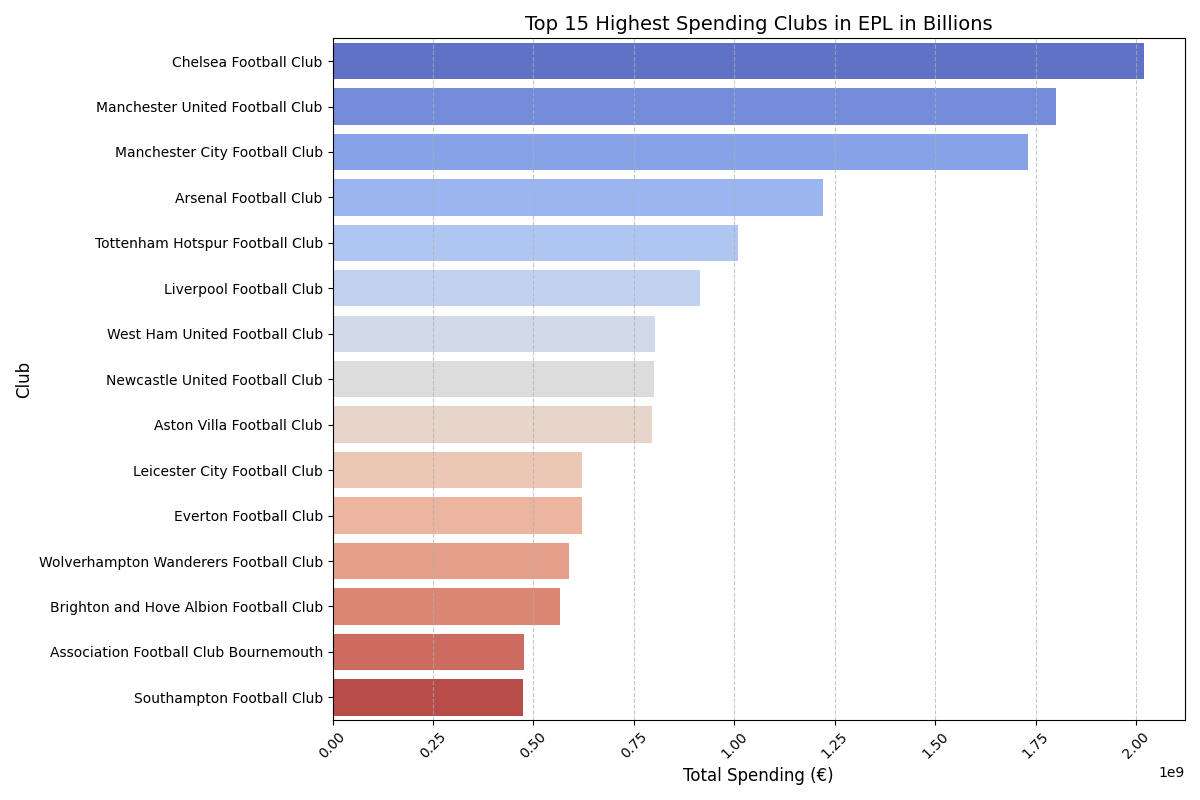 Top 15 Highest Spending Clubs in EPL in Billions
Club
Chelsea Football Club
Manchester United Football Club
Manchester City Football Club
Arsenal Football Club
Tottenham Hotspur Football Club
Liverpool Football Club
West Ham United Football Club
Newcastle United Football Club
Aston Villa Football Club
Leicester City Football Club
Everton Football Club
Wolverhampton Wanderers Football Club
Brighton and Hove Albion Football Club
Association Football Club Bournemouth
Southampton Football Club
0.00 0.25 0.50 0.75 1.00 1.25 1.50 1.75 2.00
1e9
Total Spending (€)